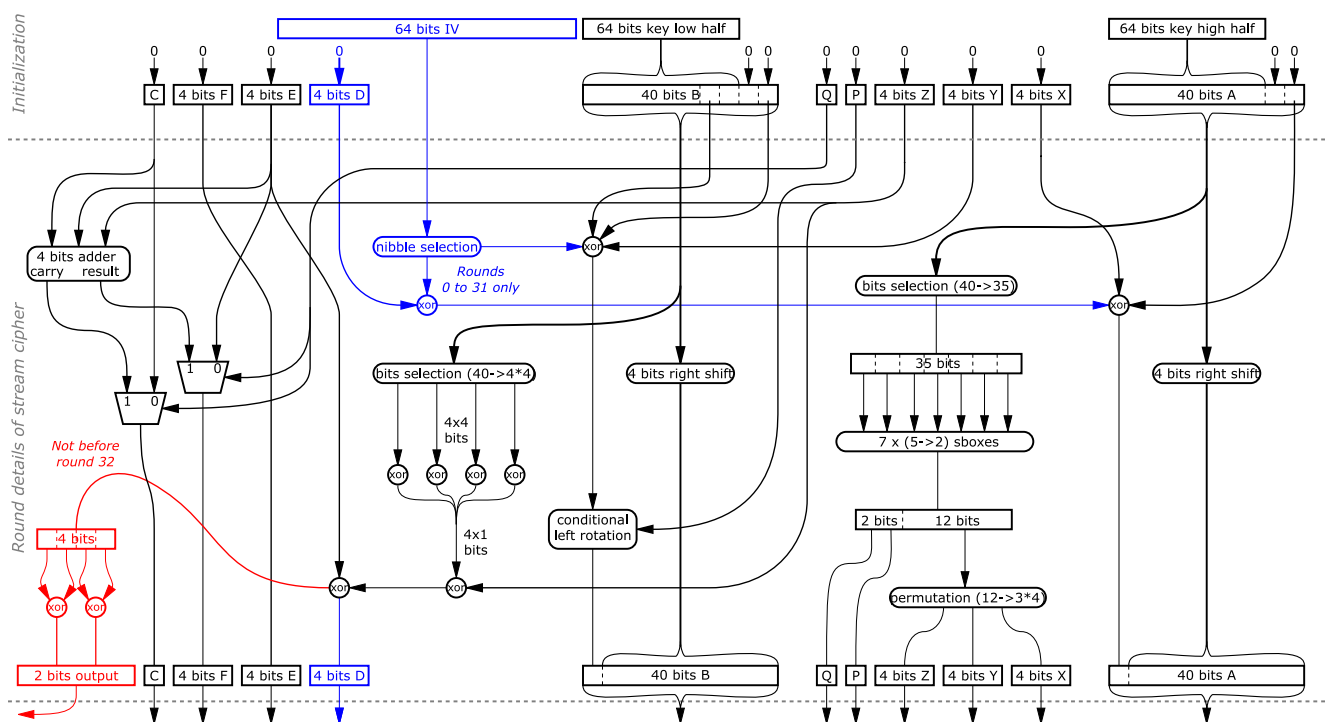 Initialization
64 bits IV
64 bits key low half
64 bits key high half
0 0 0 0 0 0 0 0 0 0 0 0 0
C 4 bits F 4 bits E 4 bits D 40 bits B Q P 4 bits Z 4 bits Y 4 bits X 40 bits A
Round details of stream cipher
4 bits adder
carry result
nibble selection
xor
Rounds
0 to 31 only
xor
bits selection (40->35)
xor
1 0
1 0
bits selection (40->4*4)
4 bits right shift
35 bits
4 bits right shift
4x4
bits
7 x (5->2) sboxes
Not before
round 32
xor xor xor xor
4 bits
conditional
left rotation
2 bits 12 bits
4x1
bits
xor xor
xor xor
permutation (12->3*4)
2 bits output C 4 bits F 4 bits E 4 bits D 40 bits B Q P 4 bits Z 4 bits Y 4 bits X 40 bits A